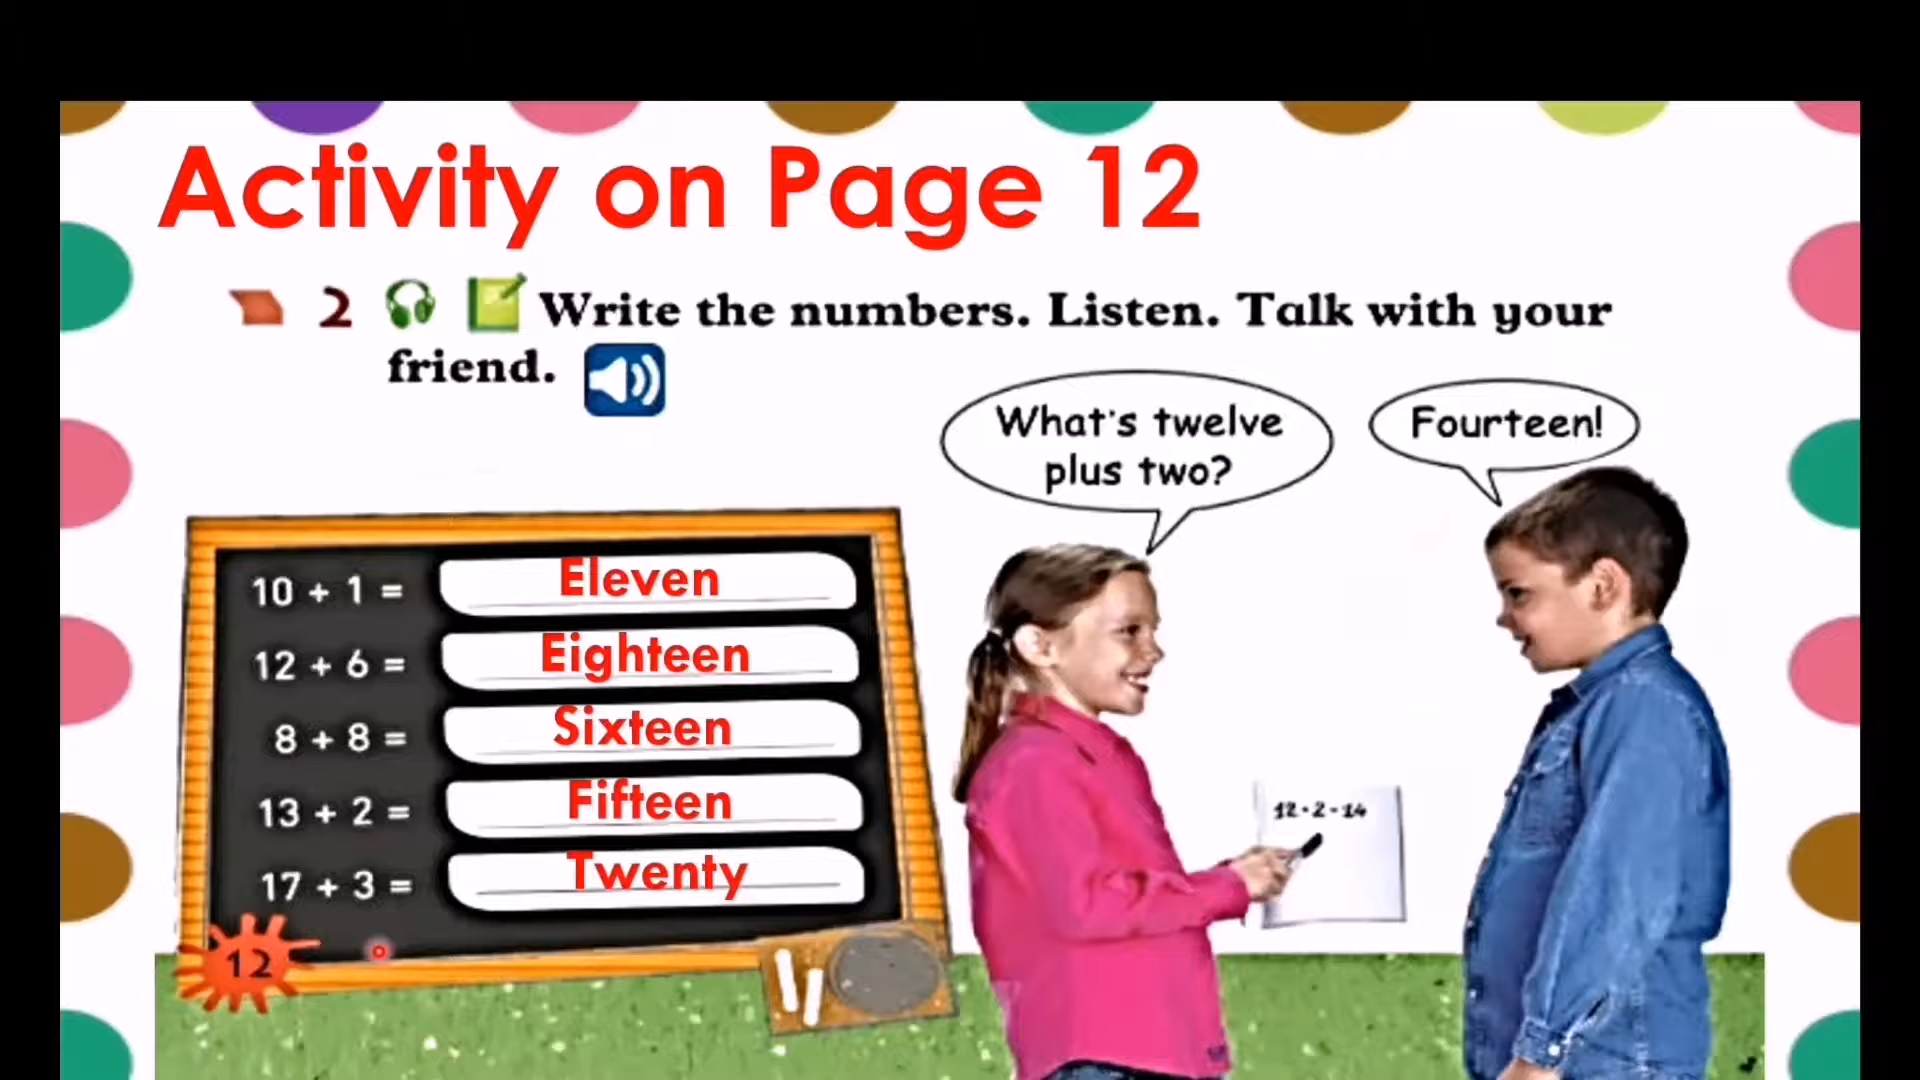 Activity on Page 12
2 Write the numbers. Listen. Talk with your
friend.
What's twelve
plus two?
Fourteen!
10 + 1 = Eleven
12 + 6 = Eighteen
8 + 8 = Sixteen
13 + 2 = Fifteen
17 + 3 = Twenty
12+2=14
12